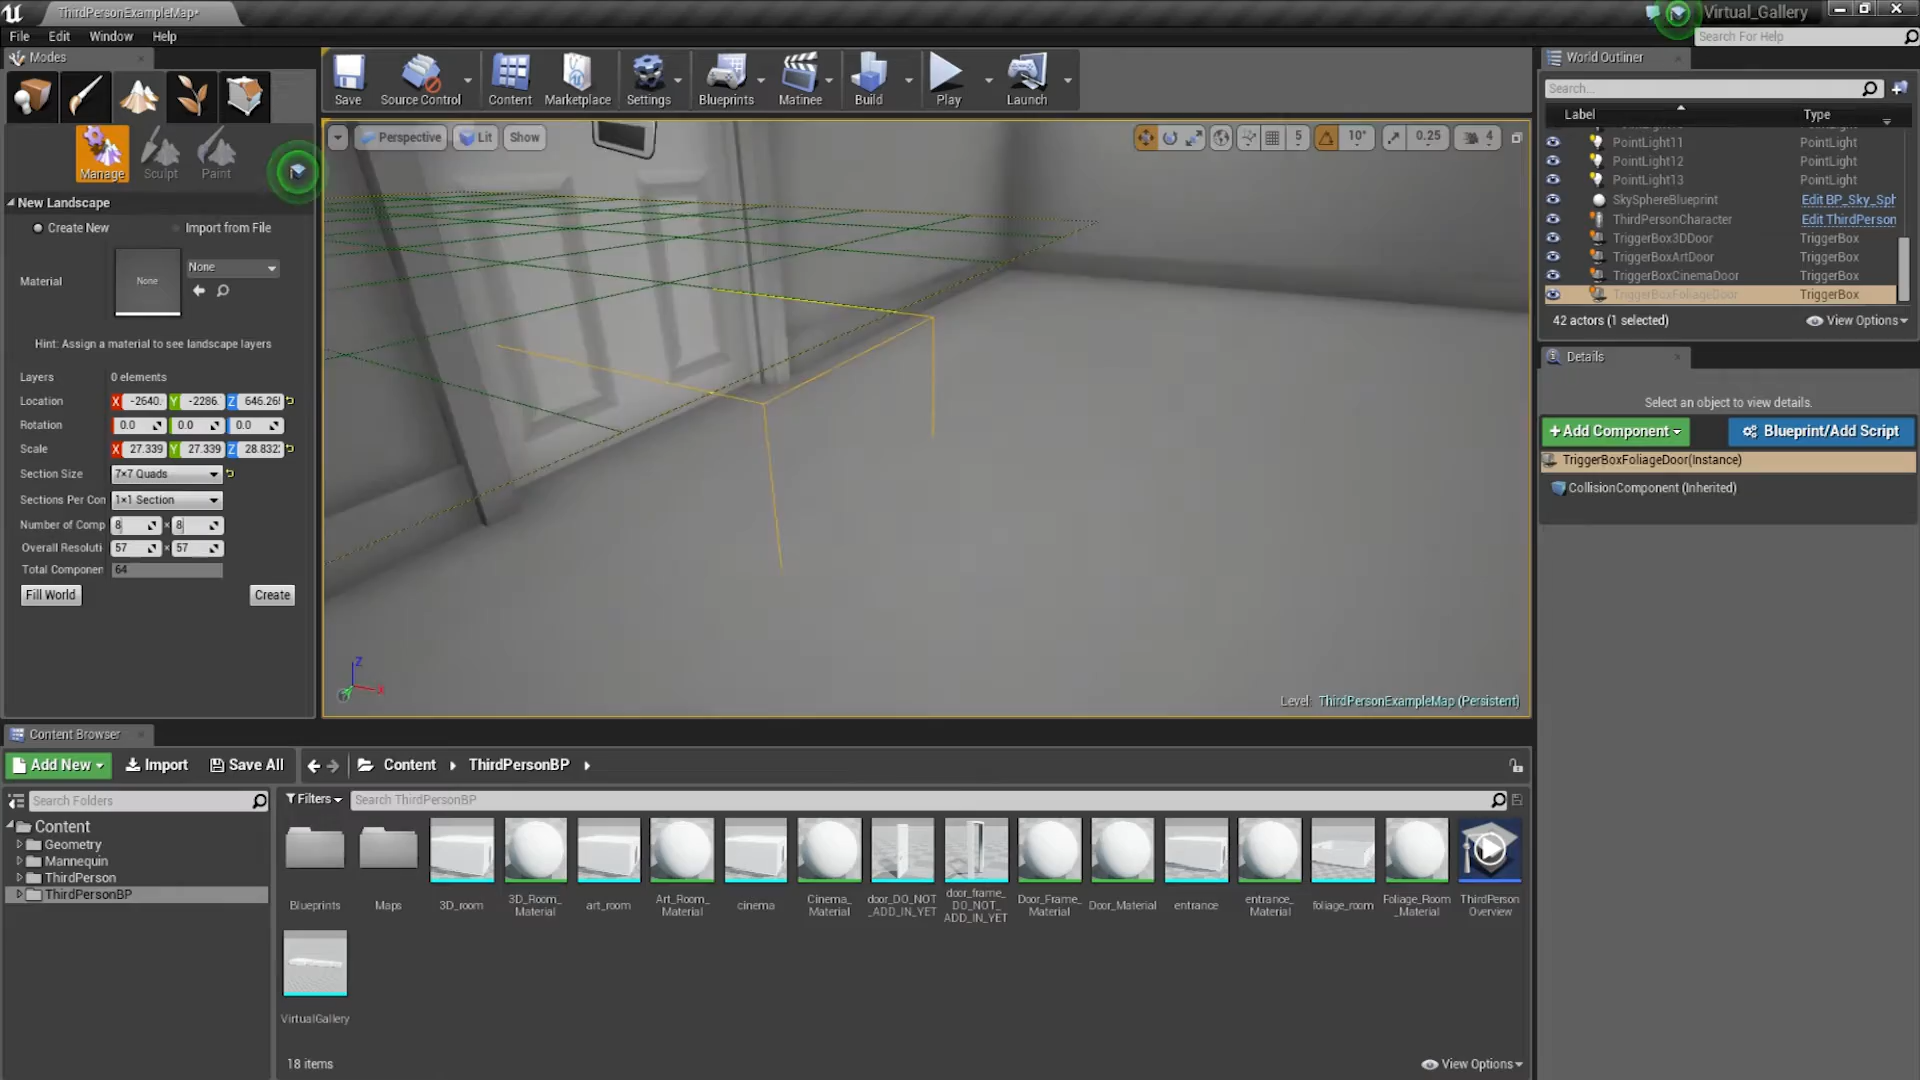 ThirdPersonExampleMap*
Virtual_Gallery
File Edit Window Help
Search For Help
Modes
Save
Source Control
Content
Marketplace
Settings
Blueprints
Matinee
Build
Play
Launch
Manage
Sculpt
Paint
New Landscape
Create New
Import from File
Material
None
None
Hint: Assign a material to see landscape layers
Layers 0 elements
Location X -2640. Y -2286. Z
Rotation 0.0 0.0 0.0
Scale X 27.339 Y 27.339 Z 28.832
Section Size 7×7 Quads
Sections Per Con 1×1 Section
Number of Comp 8 × 8
Overall Resoluti 57 × 57
Total Componen 64
Fill World
Create
Perspective
Lit
Show
5
10°
0.25
4
Z
X
Level: ThirdPersonExampleMap (Persistent)
World Outliner
Search...
Label Type
PointLight11 PointLight
PointLight12 PointLight
PointLight13 PointLight
SkySphereBlueprint Edit BP_Sky_Sph
ThirdPersonCharacter Edit ThirdPerson
TriggerBox3DDoor TriggerBox
TriggerBoxArtDoor TriggerBox
TriggerBoxCinemaDoor TriggerBox
TriggerBoxFoliageDoor TriggerBox
42 actors (1 selected)
View Options
Details
Select an object to view details.
+Add Component
Blueprint/Add Script
TriggerBoxFoliageDoor(Instance)
CollisionComponent (Inherited)
Content Browser
Add New
Import
Save All
Content
ThirdPersonBP
Search Folders
Filters
Search ThirdPersonBP
Content
Geometry
Mannequin
ThirdPerson
ThirdPersonBP
Blueprints
Maps
3D_room
3D_Room_
Material
art_room
Art_Room_
Material
cinema
Cinema_
Material
door_DO_NOT
_ADD_IN_YET
door_frame_
DO_NOT_
ADD_IN_YET
Door_Frame_
Material
Door_Material
entrance
entrance_
Material
foliage_room
Foliage_Room
_Material
ThirdPerson
Overview
VirtualGallery
18 items
View Options